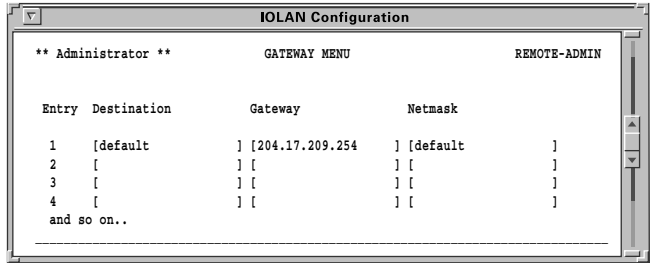 IOLAN Configuration
** Administrator ** GATEWAY MENU REMOTE-ADMIN
Entry Destination Gateway Netmask
1 [default ] [204.17.209.254 ] [default ]
2 [ ] [ ] [ ]
3 [ ] [ ] [ ]
4 [ ] [ ] [ ]
and so on..